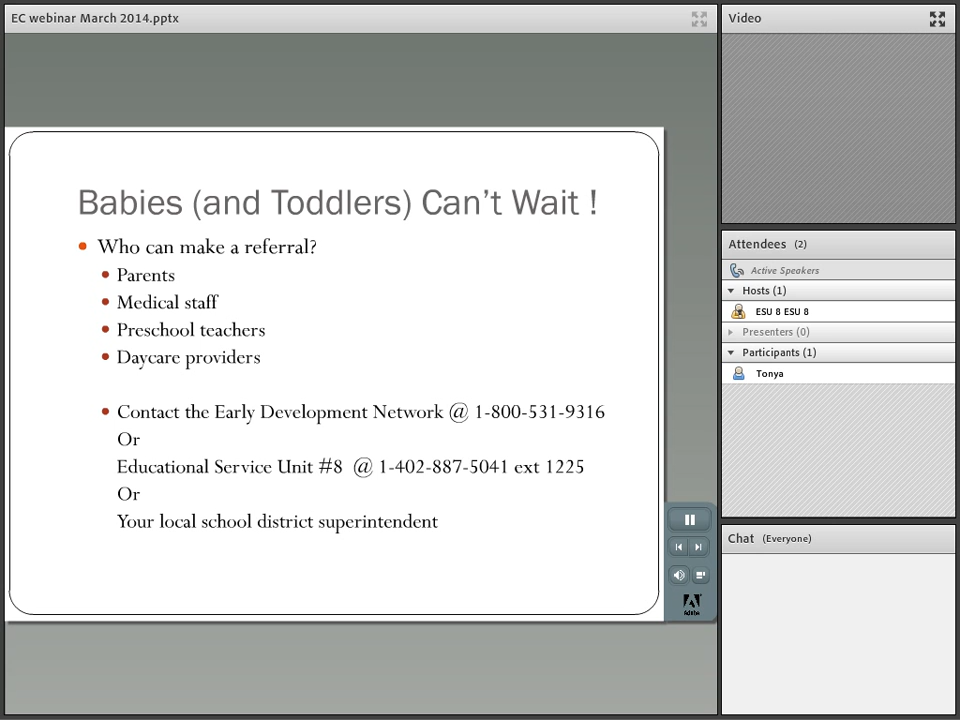 EC webinar March 2014.pptx
Babies (and Toddlers) Can't Wait !
Who can make a referral?
Parents
Medical staff
Preschool teachers
Daycare providers
Contact the Early Development Network @ 1-800-531-9316
Or
Educational Service Unit #8 @ 1-402-887-5041 ext 1225
Or
Your local school district superintendent
Adobe
Video
Attendees (2)
Active Speakers
Hosts (1)
ESU 8 ESU 8
Presenters (0)
Participants (1)
Tonya
Chat (Everyone)